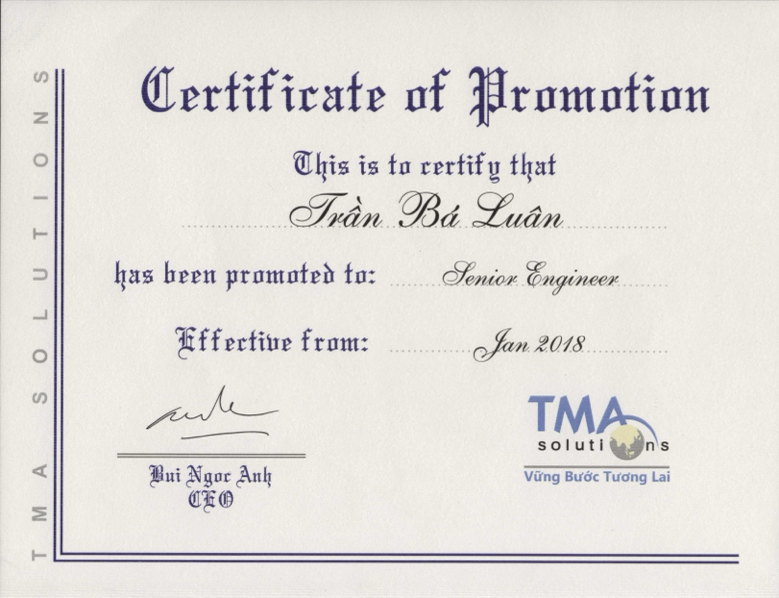 Certificate of Promotion
This is to certify that
Trần Bá Luân
has been promoted to: Senior Engineer
Effective from: Jan 2018
Bui Ngoc Anh
CEO
TMA
solutions
Vững Bước Tương Lai
TMA SOLUTIONS